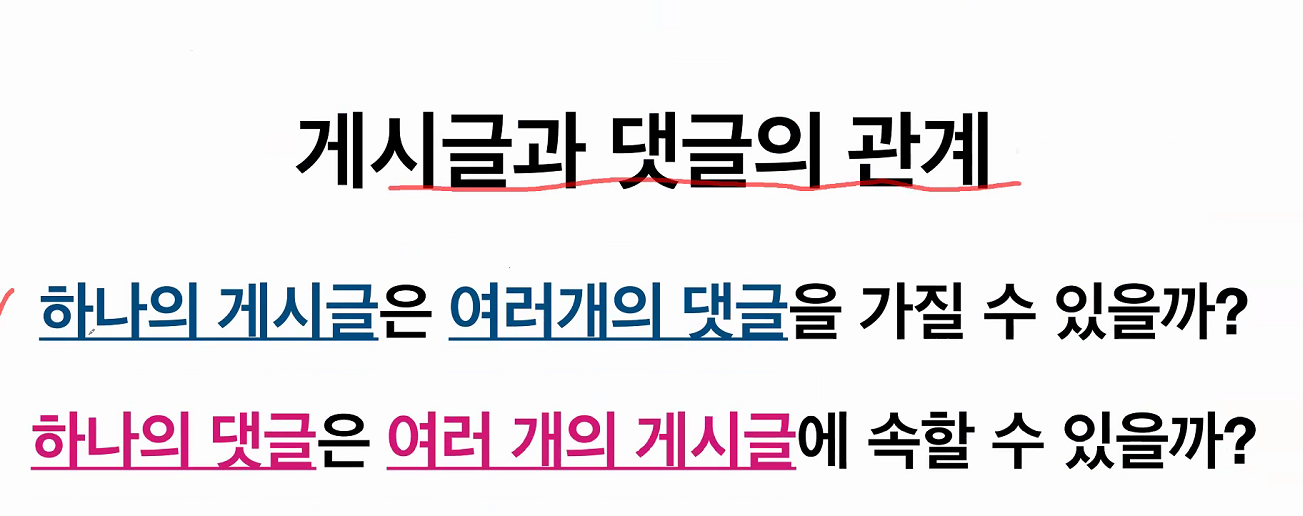 게시글과 댓글의 관계
하나의 게시글은 여러개의 댓글을 가질 수 있을까?
하나의 댓글은 여러 개의 게시글에 속할 수 있을까?